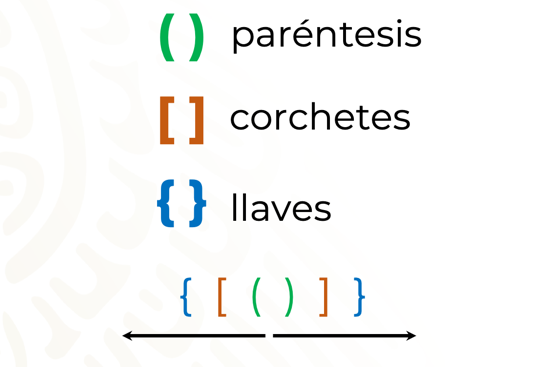 ( ) paréntesis
[ ] corchetes
{ } llaves
{ [ ( ) ] }